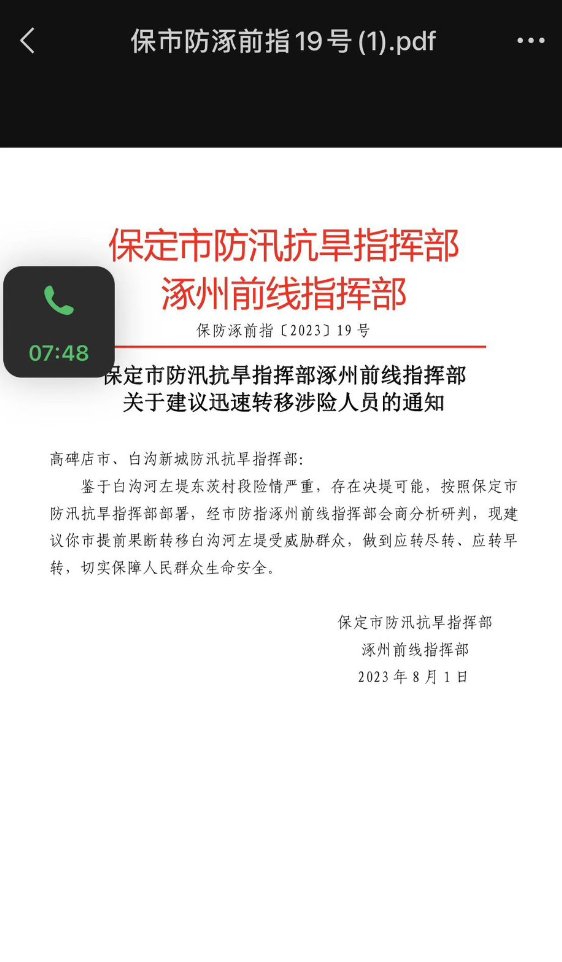 保市防涿前指19号(1).pdf
保定市防汛抗旱指挥部
涿州前线指挥部
保防涿前指〔2023〕19号
07:48
保定市防汛抗旱指挥部涿州前线指挥部
关于建议迅速转移涉险人员的通知
高碑店市、白沟新城防汛抗旱指挥部：
鉴于白沟河左堤东茨村段险情严重，存在决堤可能，按照保定市
防汛抗旱指挥部部署，经市防指涿州前线指挥部会商分析研判，现建
议你市提前果断转移白沟河左堤受威胁群众，做到应转尽转、应转早
转，切实保障人民群众生命安全。
保定市防汛抗旱指挥部
涿州前线指挥部
2023年8月1日